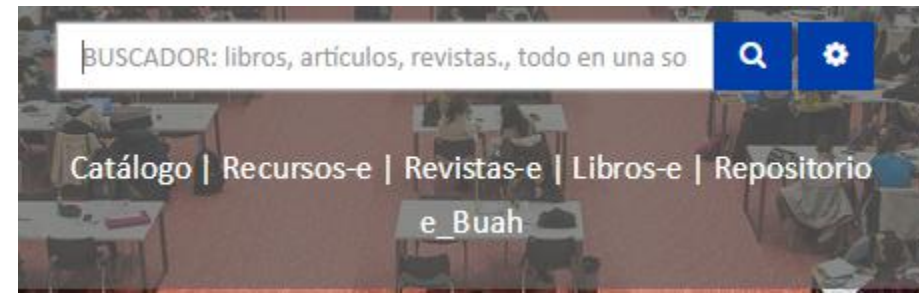 BUSCADOR: libros, artículos, revistas., todo en una so
Catálogo | Recursos-e | Revistas-e | Libros-e | Repositorio
e_Buah